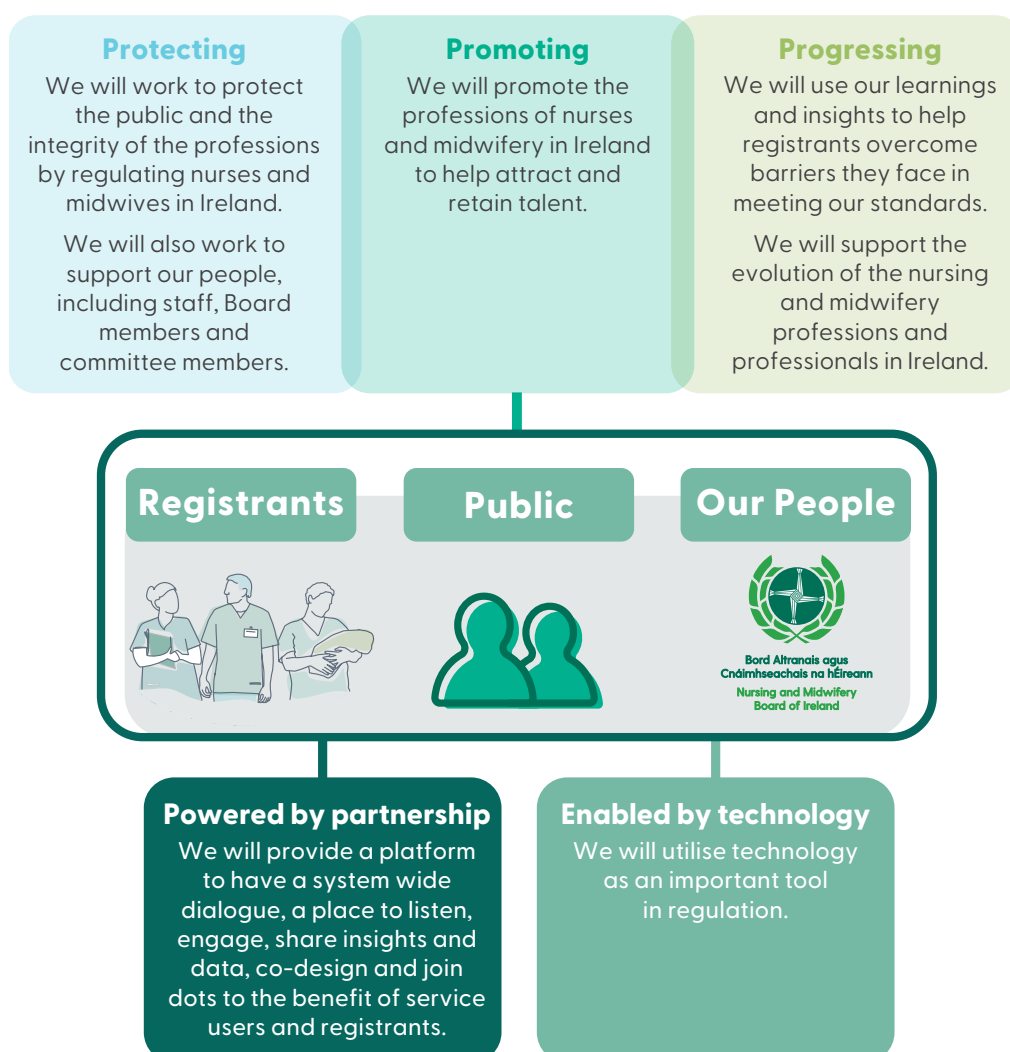 Protecting
We will work to protect
the public and the
integrity of the professions
by regulating nurses and
midwives in Ireland.
We will also work to
support our people,
including staff, Board
members and
committee members.
Promoting
We will promote the
professions of nurses
and midwifery in Ireland
to help attract and
retain talent.
Progressing
We will use our learnings
and insights to help
registrants overcome
barriers they face in
meeting our standards.
We will support the
evolution of the nursing
and midwifery
professions and
professionals in Ireland.
Registrants
Public
Our People
Bord Altranais agus
Cnáimhseachais na hÉireann
Nursing and Midwifery
Board of Ireland
Powered by partnership
We will provide a platform
to have a system wide
dialogue, a place to listen,
engage, share insights and
data, co-design and join
dots to the benefit of service
users and registrants.
Enabled by technology
We will utilise technology
as an important tool
in regulation.